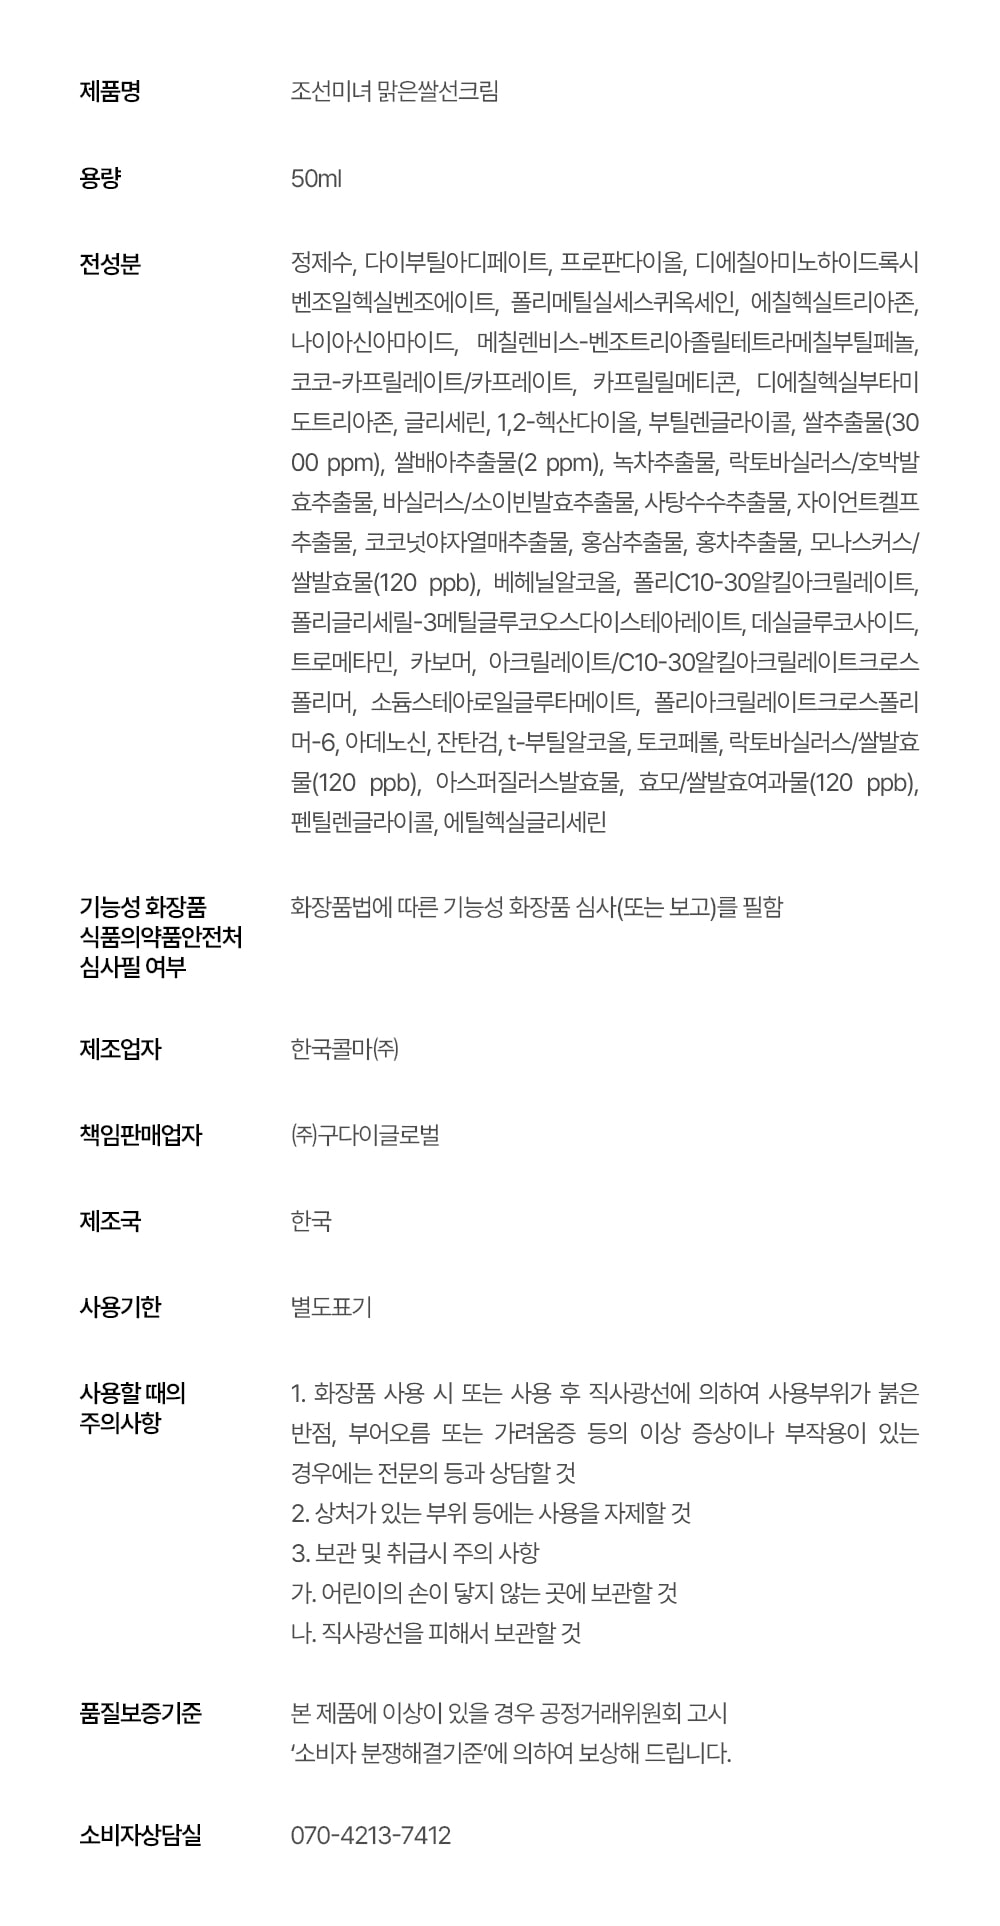 제품명
조선미녀 맑은쌀선크림
용량
50ml
전성분
정제수, 다이부틸아디페이트, 프로판다이올, 디에칠아미노하이드록시
벤조일헥실벤조에이트, 폴리메틸실세스퀴옥세인, 에칠헥실트리아존,
나이아신아마이드, 메칠렌비스-벤조트리아졸릴테트라메칠부틸페놀,
코코-카프릴레이트/카프레이트, 카프릴릴메티콘, 디에칠헥실부타미
도트리아존, 글리세린, 1,2-헥산다이올, 부틸렌글라이콜, 쌀추출물(30
00 ppm), 쌀배아추출물(2 ppm), 녹차추출물, 락토바실러스/호박발
효추출물, 바실러스/소이빈발효추출물, 사탕수수추출물, 자이언트켈프
추출물, 코코넛야자열매추출물, 홍삼추출물, 홍차추출물, 모나스커스/
쌀발효물(120 ppb), 베헤닐알코올, 폴리C10-30알킬아크릴레이트,
폴리글리세릴-3메틸글루코오스다이스테아레이트, 데실글루코사이드,
트로메타민, 카보머, 아크릴레이트/C10-30알킬아크릴레이트크로스
폴리머, 소듐스테아로일글루타메이트, 폴리아크릴레이트크로스폴리
머-6, 아데노신, 잔탄검, t-부틸알코올, 토코페롤, 락토바실러스/쌀발효
물(120 ppb), 아스퍼질러스발효물, 효모/쌀발효여과물(120 ppb),
펜틸렌글라이콜, 에틸헥실글리세린
기능성 화장품
식품의약품안전처
심사필 여부
화장품법에 따른 기능성 화장품 심사(또는 보고)를 필함
제조업자
한국콜마㈜
책임판매업자
㈜구다이글로벌
제조국
한국
사용기한
별도표기
사용할 때의
주의사항
1. 화장품 사용 시 또는 사용 후 직사광선에 의하여 사용부위가 붉은
반점, 부어오름 또는 가려움증 등의 이상 증상이나 부작용이 있는
경우에는 전문의 등과 상담할 것
2. 상처가 있는 부위 등에는 사용을 자제할 것
3. 보관 및 취급시 주의 사항
가. 어린이의 손이 닿지 않는 곳에 보관할 것
나. 직사광선을 피해서 보관할 것
품질보증기준
본 제품에 이상이 있을 경우 공정거래위원회 고시
‘소비자 분쟁해결기준’에 의하여 보상해 드립니다.
소비자상담실
070-4213-7412